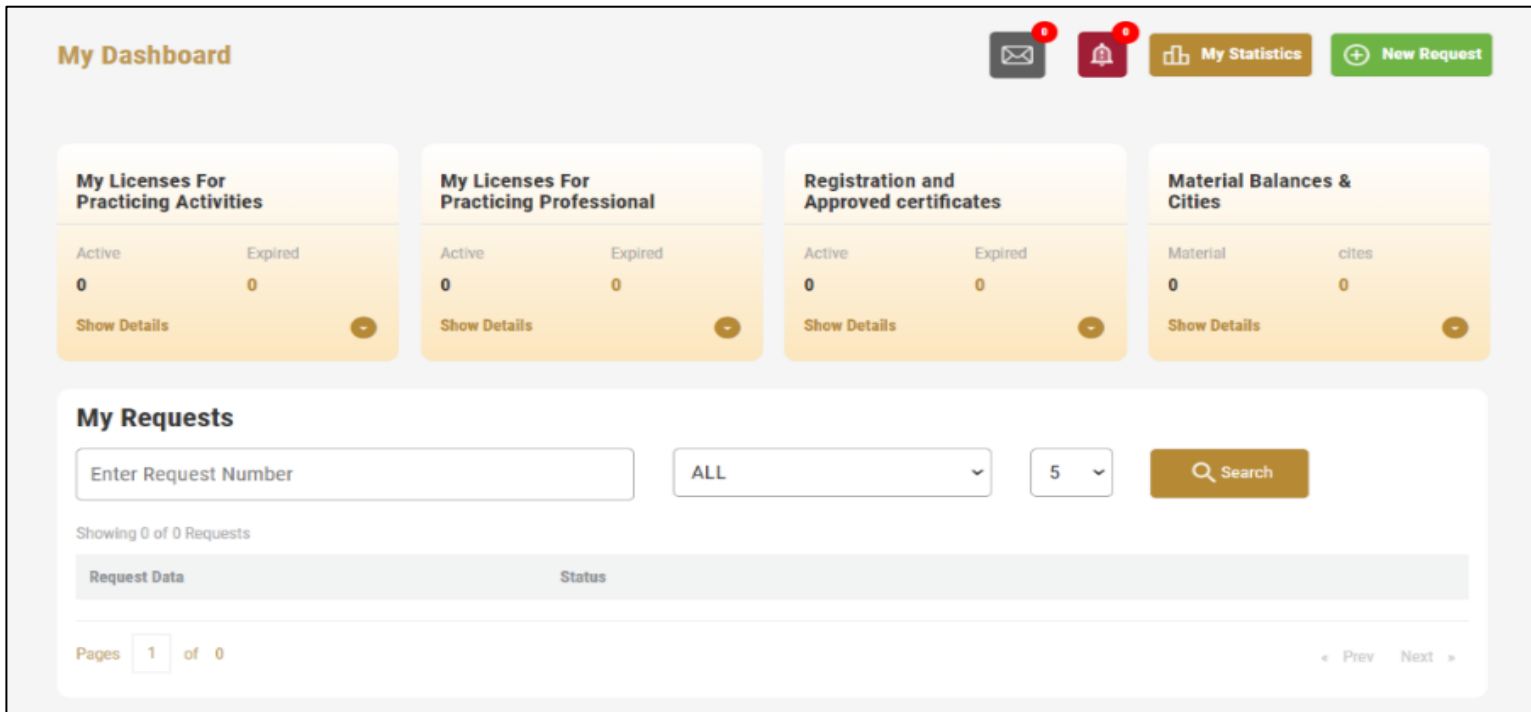 My Dashboard
0
0
My Statistics
New Request
My Licenses For
Practicing Activities
Active Expired
0 0
Show Details
My Licenses For
Practicing Professional
Active Expired
0 0
Show Details
Registration and
Approved certificates
Active Expired
0 0
Show Details
Material Balances &
Cities
Material cites
0 0
Show Details
My Requests
Enter Request Number
ALL
5
Search
Showing 0 of 0 Requests
Request Data Status
Pages 1 of 0
« Prev Next »